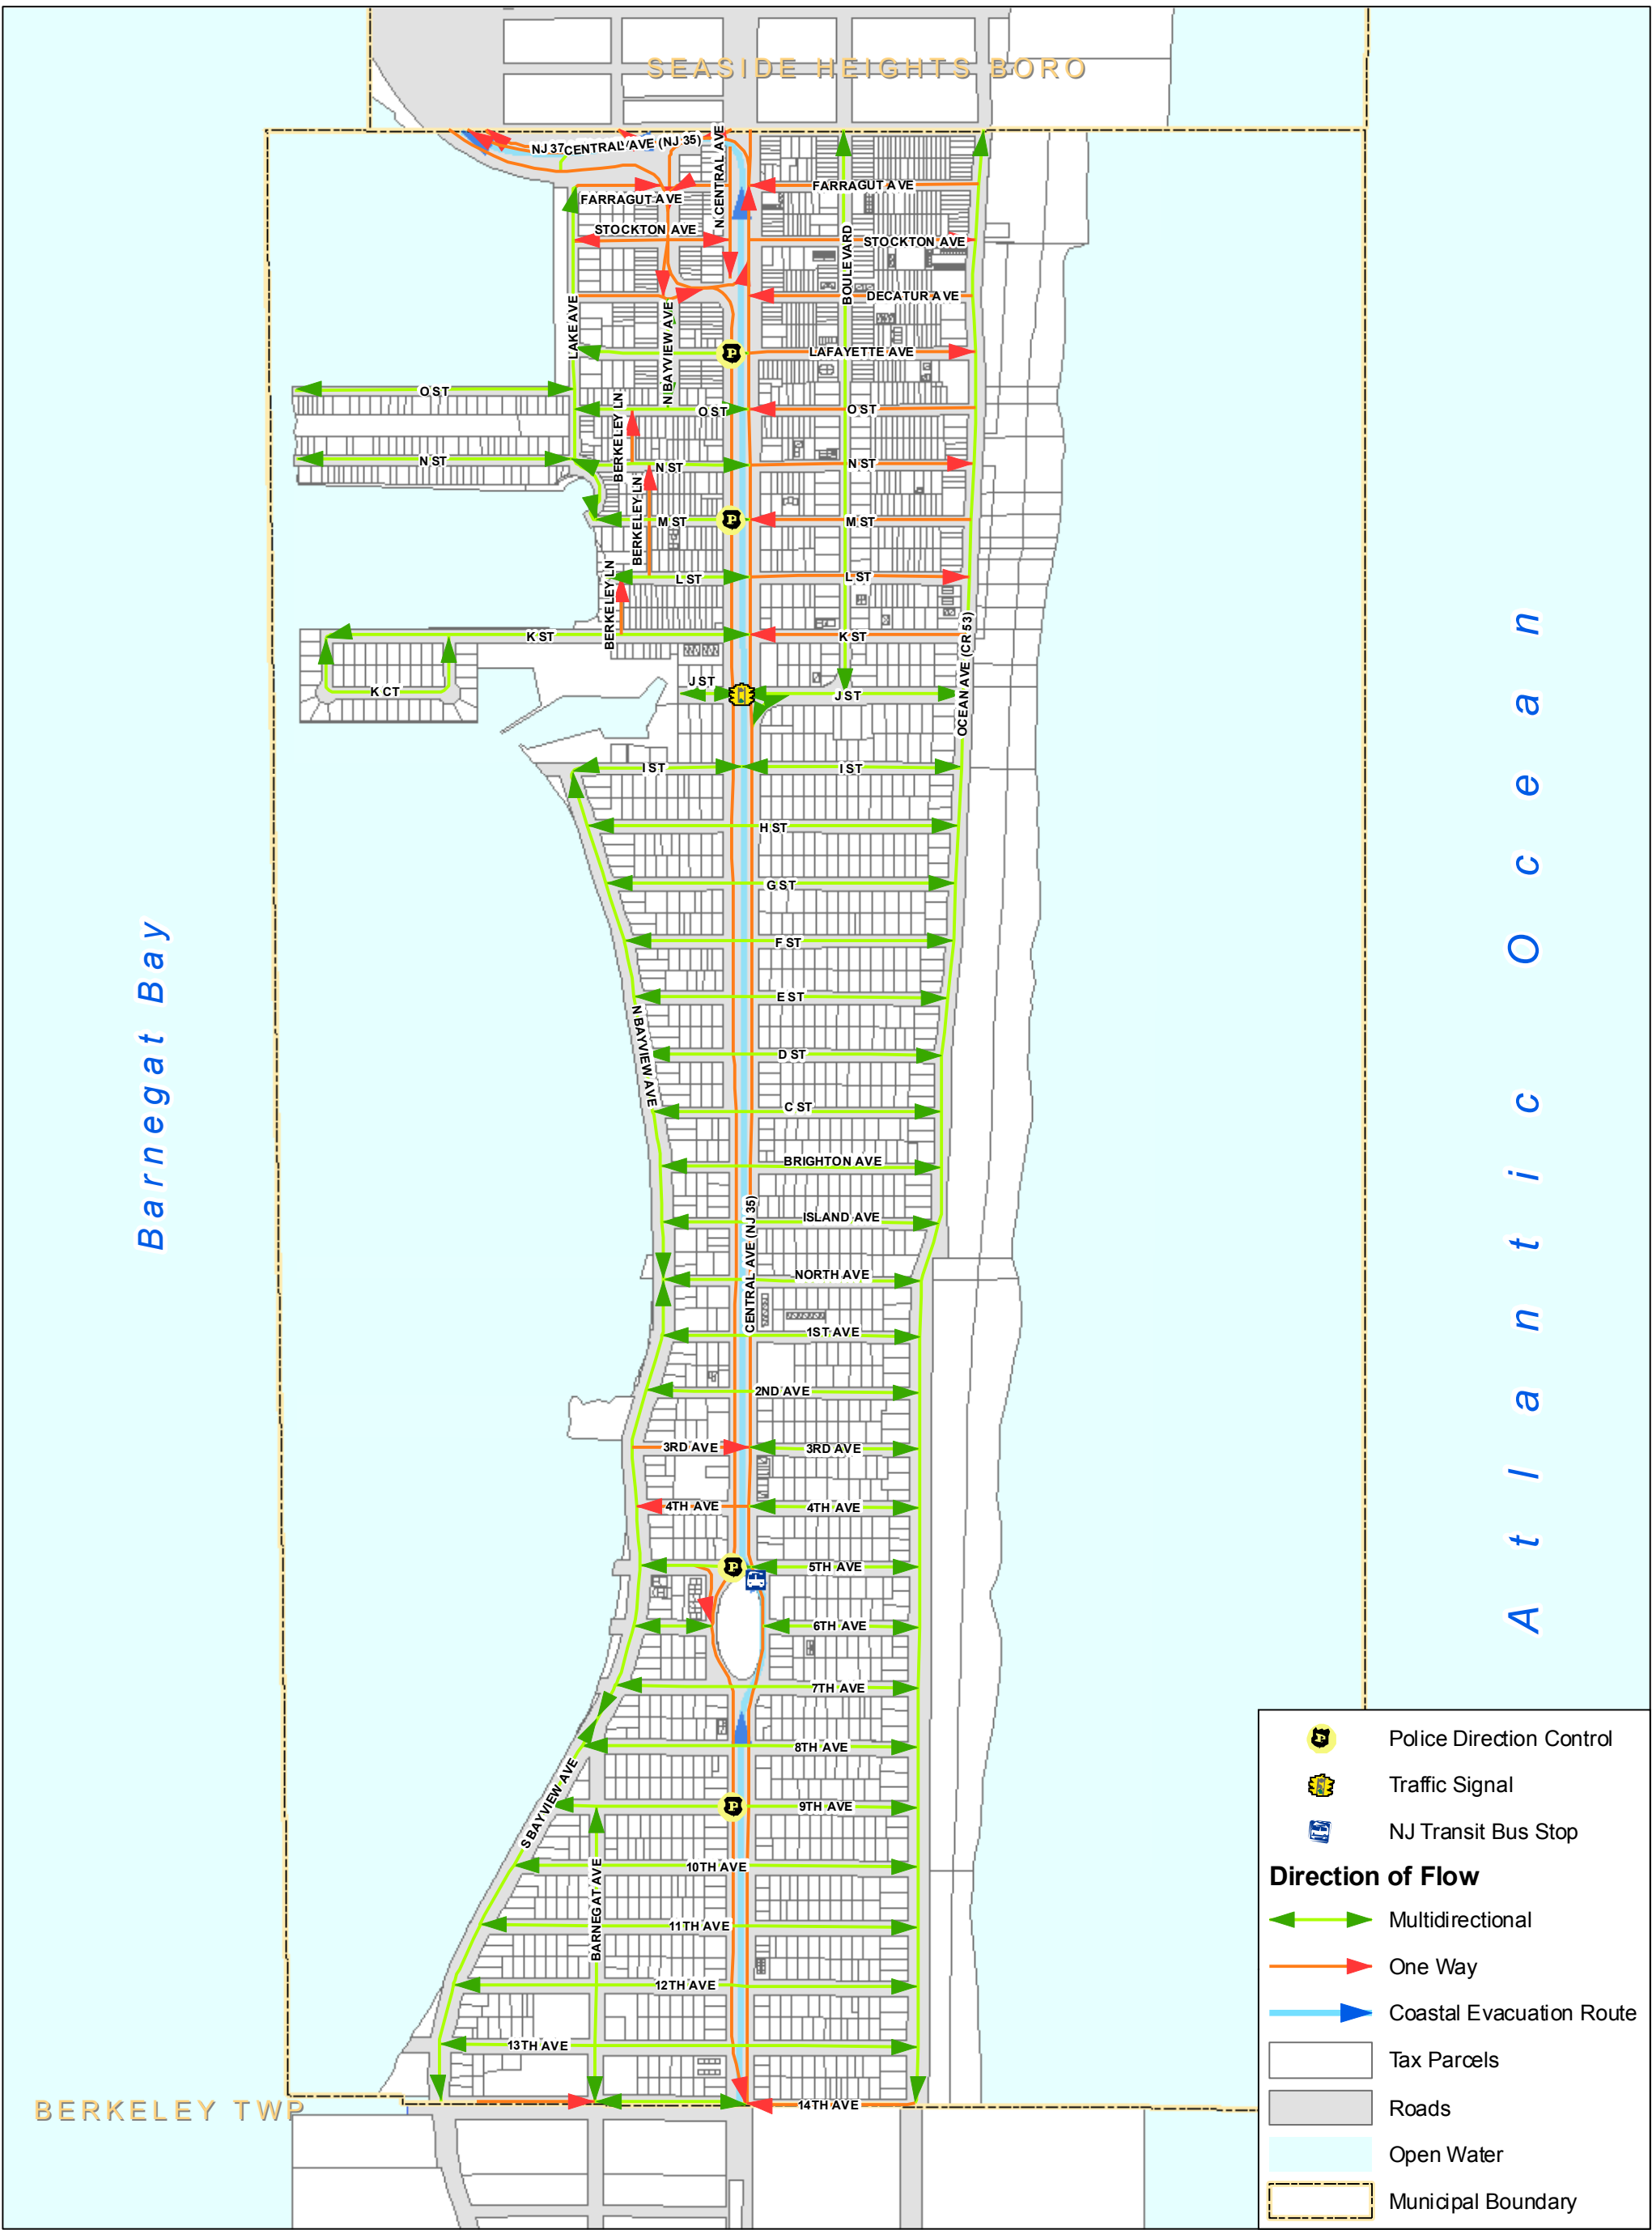 SEASIDE HEIGHTS BORO
NJ 37
CENTRAL AVE (NJ 35)
N CENTRAL AVE
FARRAGUT AVE
FARRAGUT AVE
STOCKTON AVE
STOCKTON AVE
BOULEVARD
DECATUR AVE
LAKE AVE
N BAYVIEW AVE
LAFAYETTE AVE
O ST
O ST
O ST
BERKELEY LN
N ST
N ST
N ST
BERKELEY LN
M ST
M ST
L ST
L ST
BERKELEY LN
K ST
K ST
OCEAN AVE (CR 53)
K CT
J ST
J ST
I ST
I ST
H ST
G ST
F ST
E ST
N BAYVIEW AVE
D ST
C ST
BRIGHTON AVE
ISLAND AVE
CENTRAL AVE (NJ 35)
NORTH AVE
1ST AVE
2ND AVE
3RD AVE
3RD AVE
4TH AVE
4TH AVE
5TH AVE
6TH AVE
7TH AVE
8TH AVE
S BAYVIEW AVE
9TH AVE
10TH AVE
BARNEGAT AVE
11TH AVE
12TH AVE
13TH AVE
14TH AVE
BERKELEY TWP
Barnegat Bay
Atlantic Ocean
P
P
P
P
Police Direction Control
Traffic Signal
NJ Transit Bus Stop
Direction of Flow
Multidirectional
One Way
Coastal Evacuation Route
Tax Parcels
Roads
Open Water
Municipal Boundary